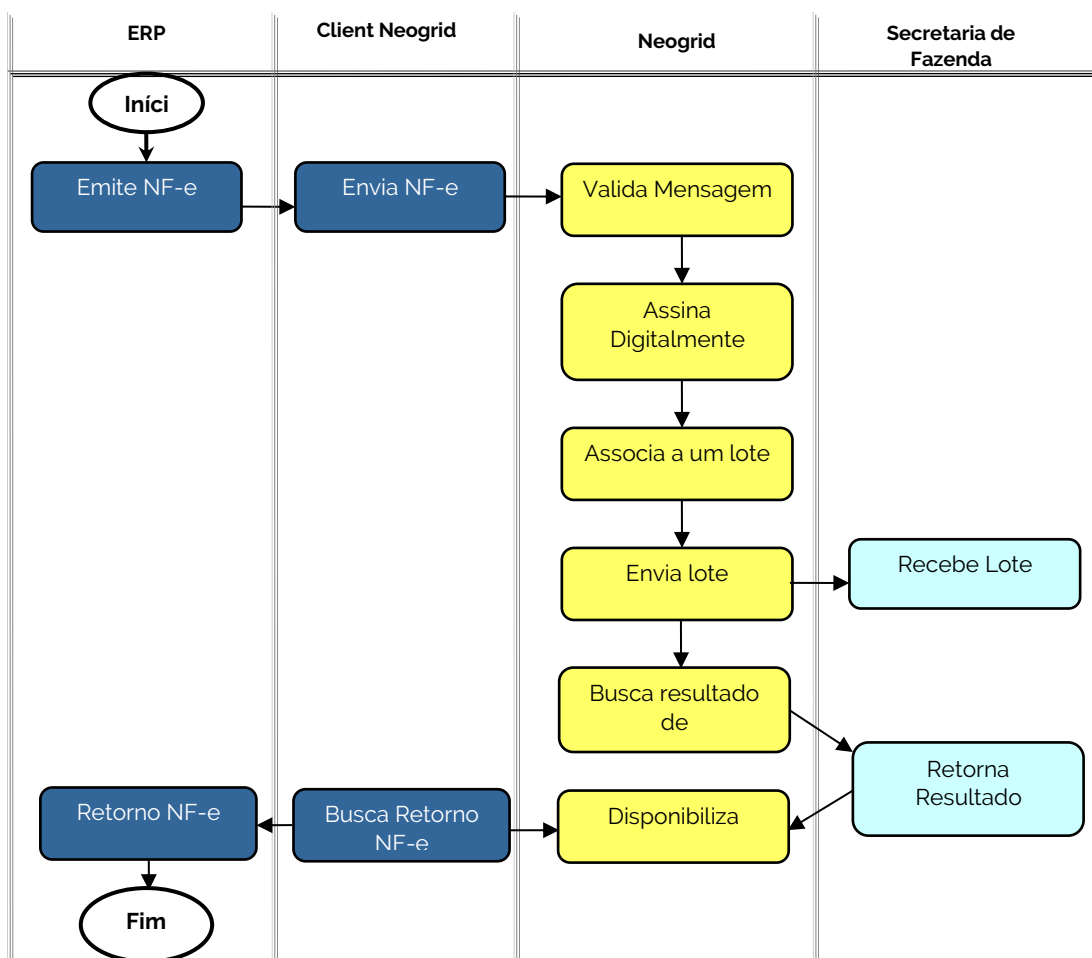 ERP
Client Neogrid
Neogrid
Secretaria de
Fazenda
Iníci
Emite NF-e
Envia NF-e
Valida Mensagem
Assina
Digitalmente
Associa a um lote
Envia lote
Recebe Lote
Busca resultado
de
Retorna
Resultado
Retorno NF-e
Busca Retorno
NF-e
Disponibiliza
Fim